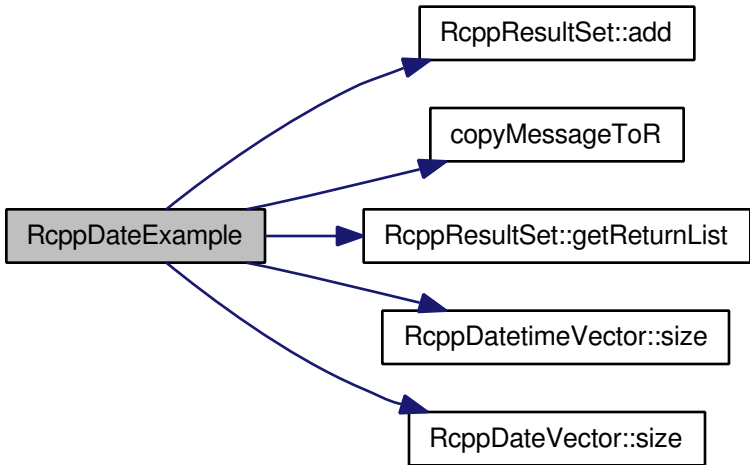 RcppResultSet::add
copyMessageToR
RcppDateExample
RcppResultSet::getReturnList
RcppDatetimeVector::size
RcppDateVector::size